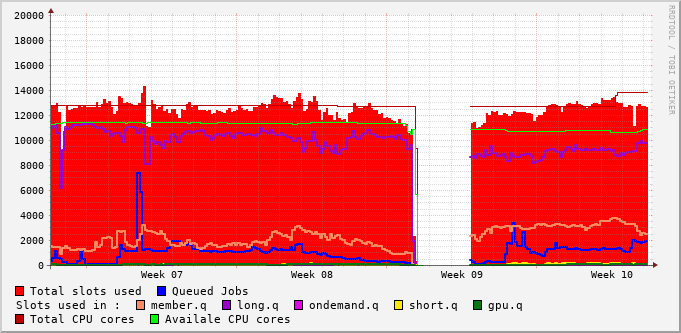 RRDTOOL / TOBI OETIKER
20000
18000
16000
14000
12000
10000
8000
6000
4000
2000
0
Week 07 Week 08 Week 09 Week 10
Total slots used Queued Jobs
Slots used in : member.q long.q ondemand.q short.q gpu.q
Total CPU cores Availale CPU cores